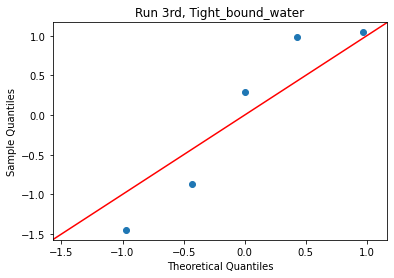 Run 3rd, Tight_bound_water
1.0
0.5
0.0
−0.5
−1.0
−1.5
Sample Quantiles
−1.5 −1.0 −0.5 0.0 0.5 1.0
Theoretical Quantiles